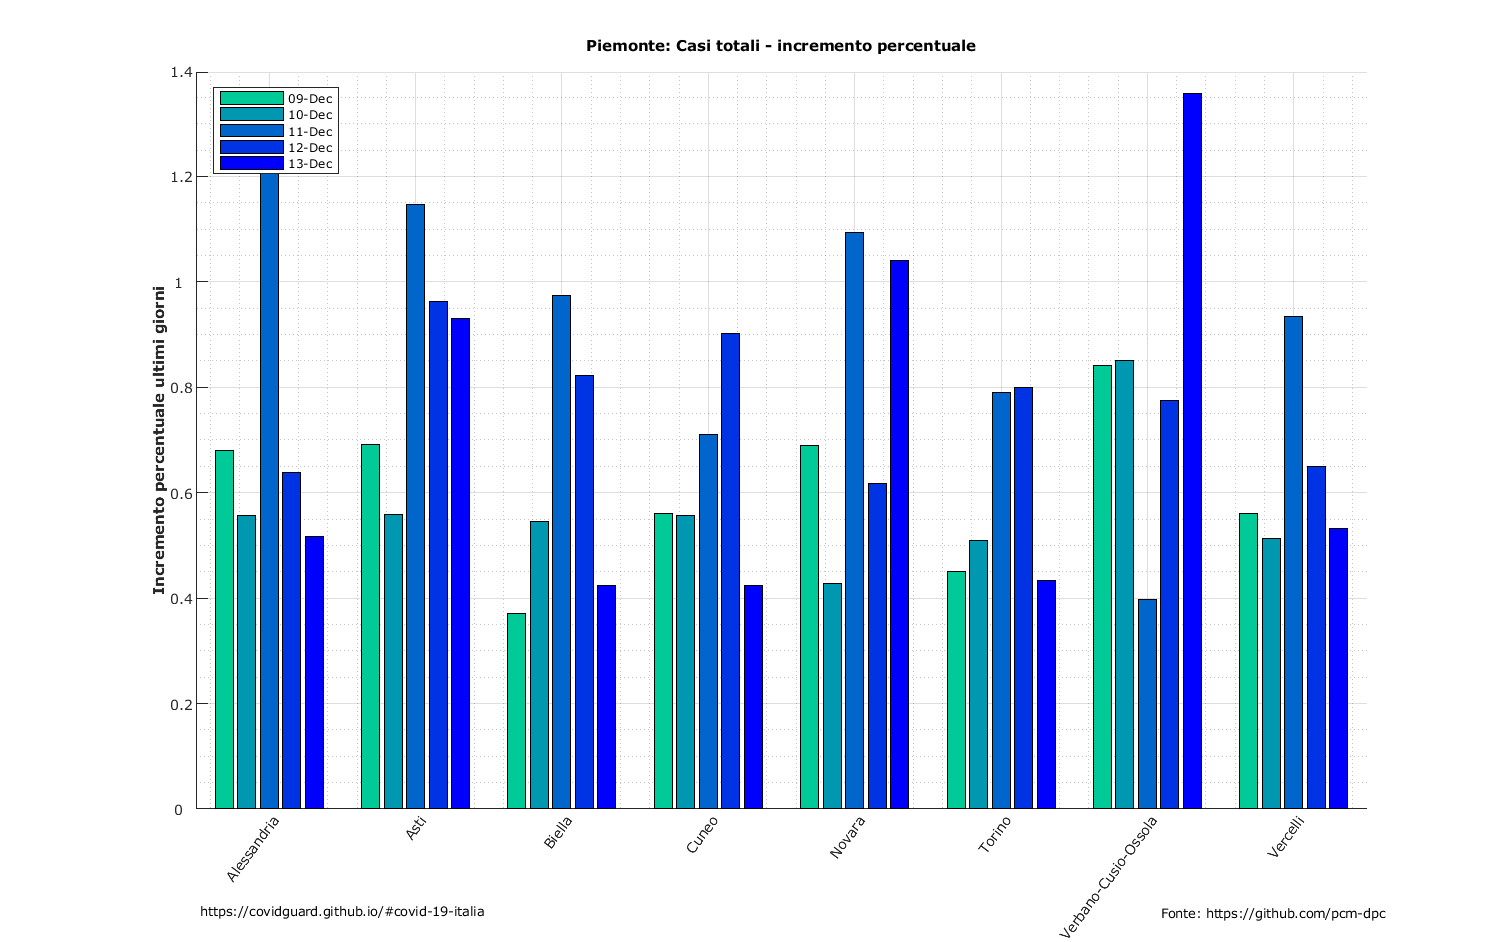 Piemonte: Casi totali - incremento percentuale
1.4
1.2
1
0.8
0.6
0.4
0.2
0
Incremento percentuale ultimi giorni
09-Dec
10-Dec
11-Dec
12-Dec
13-Dec
Alessandria
Asti
Biella
Cuneo
Novara
Torino
Verbano-Cusio-Ossola
Vercelli
https://covidguard.github.io/#covid-19-italia
Fonte: https://github.com/pcm-dpc